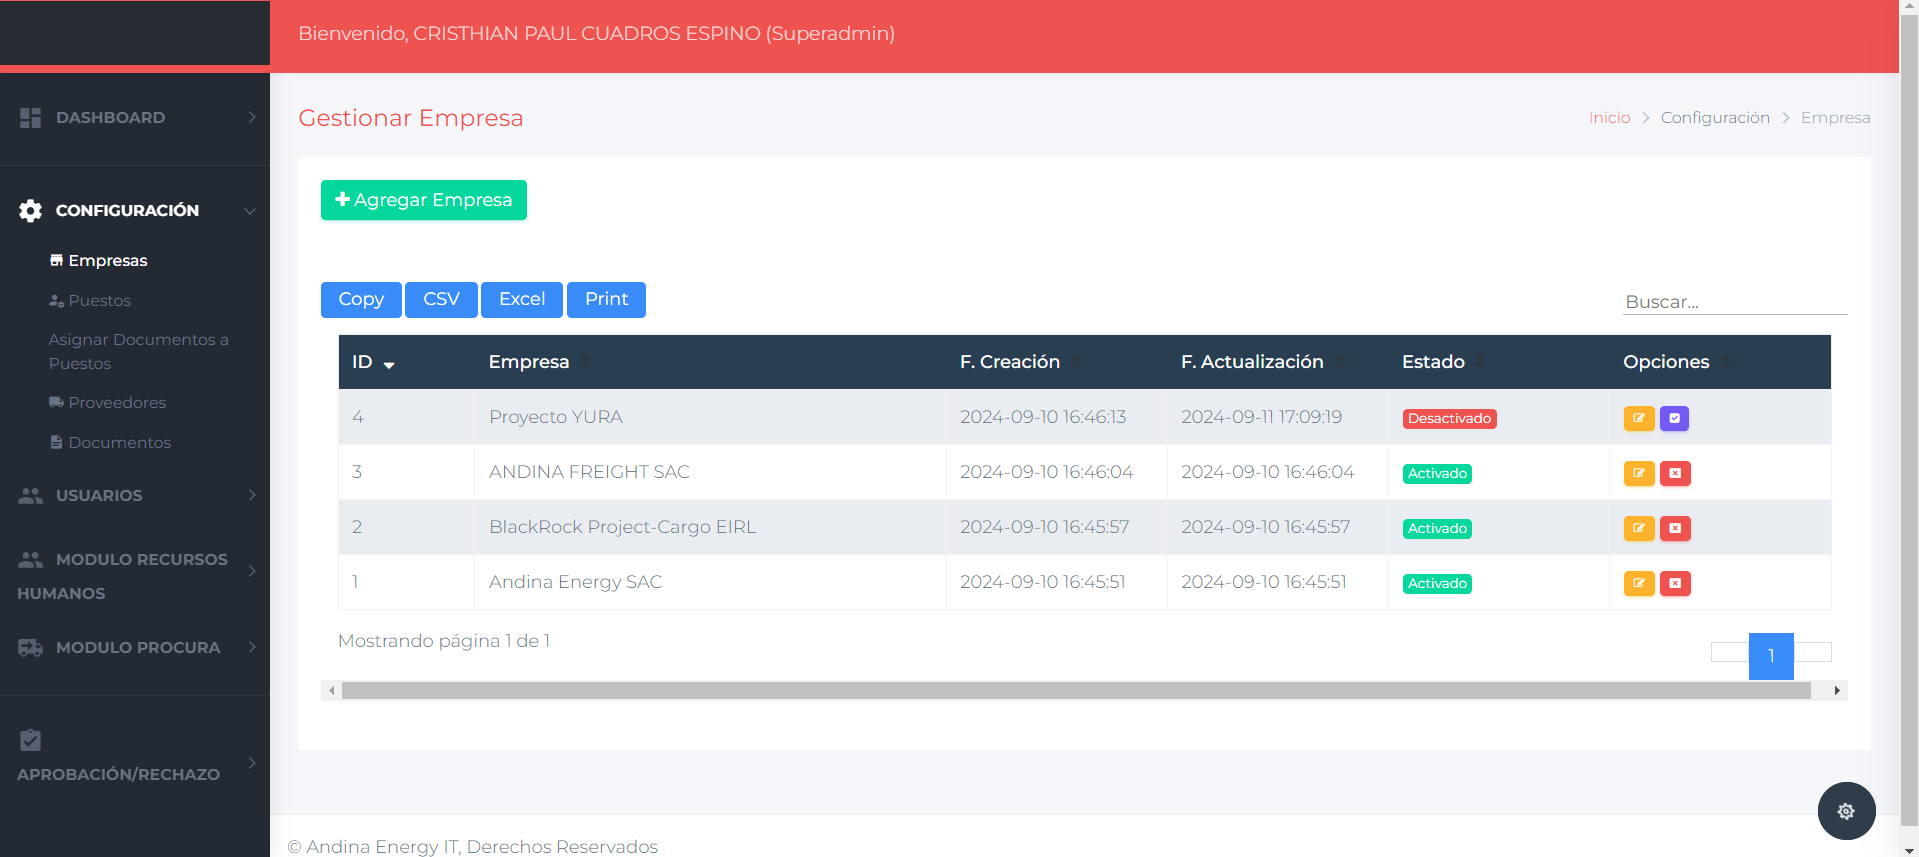 Bienvenido, CRISTHIAN PAUL CUADROS ESPINO (Superadmin)
DASHBOARD
CONFIGURACIÓN
Empresas
Puestos
Asignar Documentos a
Puestos
Proveedores
Documentos
USUARIOS
MODULO RECURSOS
HUMANOS
MODULO PROCURA
APROBACIÓN/RECHAZO
Gestionar Empresa
Inicio > Configuración > Empresa
+ Agregar Empresa
Copy CSV Excel Print
Buscar...
ID Empresa F. Creación F. Actualización Estado Opciones
4 Proyecto YURA 2024-09-10 16:46:13 2024-09-11 17:09:19 Desactivado
3 ANDINA FREIGHT SAC 2024-09-10 16:46:04 2024-09-10 16:46:04 Activado
2 BlackRock Project-Cargo EIRL 2024-09-10 16:45:57 2024-09-10 16:45:57 Activado
1 Andina Energy SAC 2024-09-10 16:45:51 2024-09-10 16:45:51 Activado
Mostrando página 1 de 1
1
© Andina Energy IT, Derechos Reservados